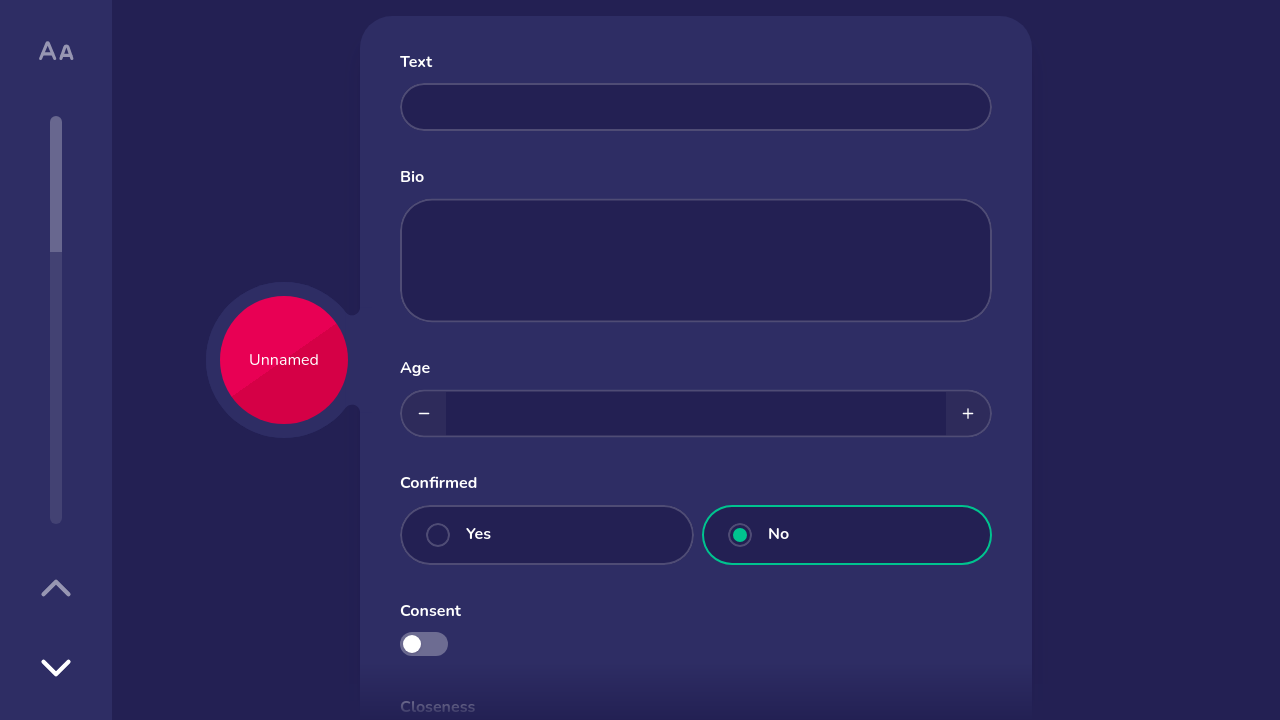 AA
Text
Bio
Unnamed
Age
Confirmed
Yes
No
Consent
Closeness